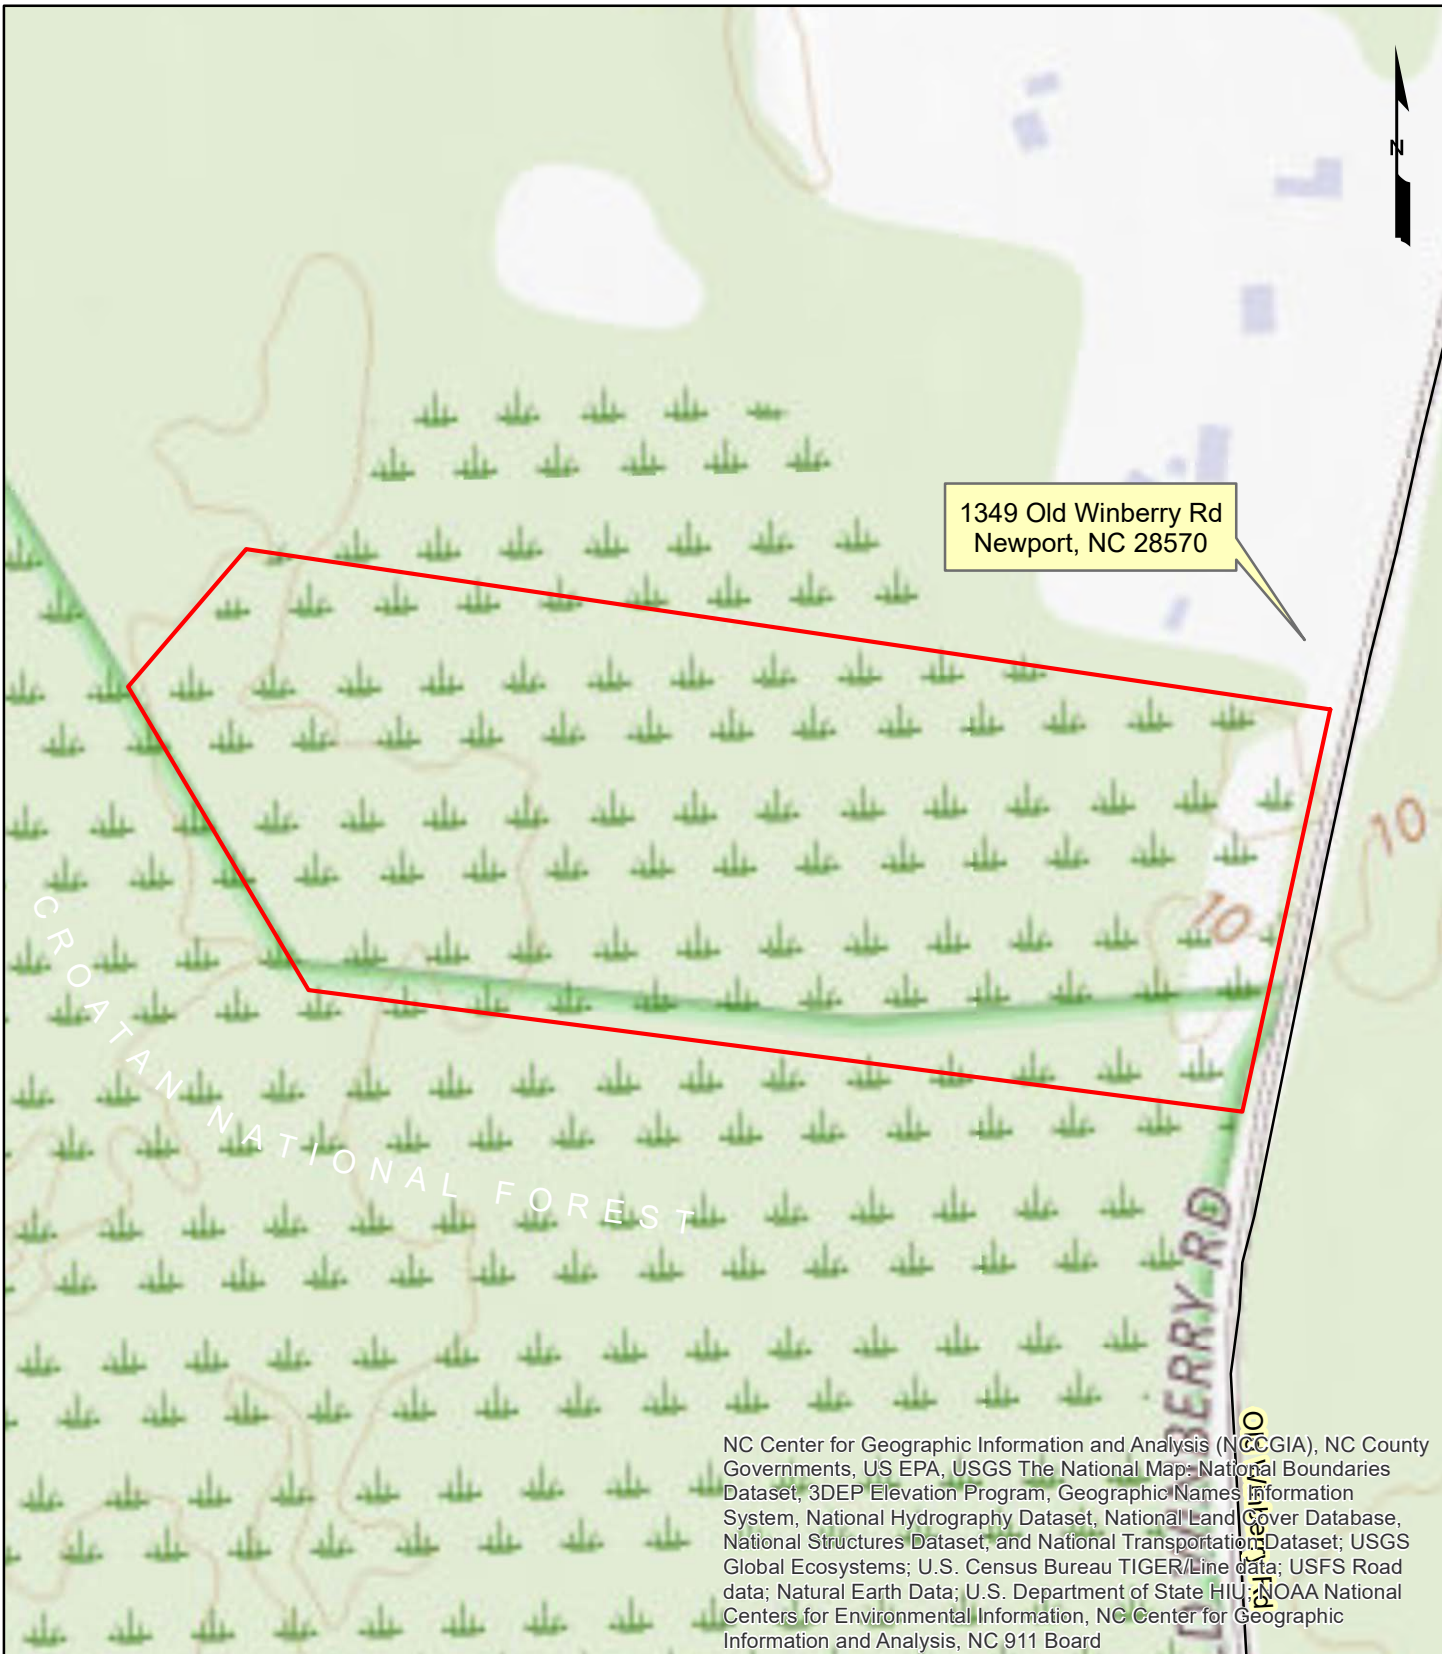 N
1349 Old Winberry Rd
Newport, NC 28570
10
10
CROATAN NATIONAL FOREST
WINBERRY RD
Old Winbery Rd
NC Center for Geographic Information and Analysis (NCCGIA), NC County
Governments, US EPA, USGS The National Map: National Boundaries
Dataset, 3DEP Elevation Program, Geographic Names Information
System, National Hydrography Dataset, National Land Cover Database,
National Structures Dataset, and National Transportation Dataset; USGS
Global Ecosystems; U.S. Census Bureau TIGER/Line data; USFS Road
data; Natural Earth Data; U.S. Department of State HIU; NOAA National
Centers for Environmental Information, NC Center for Geographic
Information and Analysis, NC 911 Board